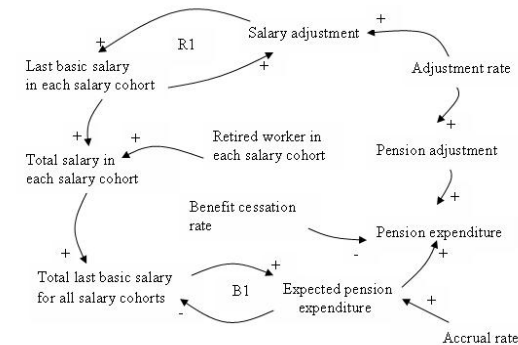 +
Salary adjustment
+
R1
+
+
Last basic salary
in each salary cohort
Adjustment rate
+
+
+
Retired worker in
each salary cohort
Total salary in
each salary cohort
Pension adjustment
+
Benefit cessation
rate
Pension expenditure
-
+
+
Total last basic salary
for all salary cohorts
+
B1
Expected pension
expenditure
-
+
Accrual rate